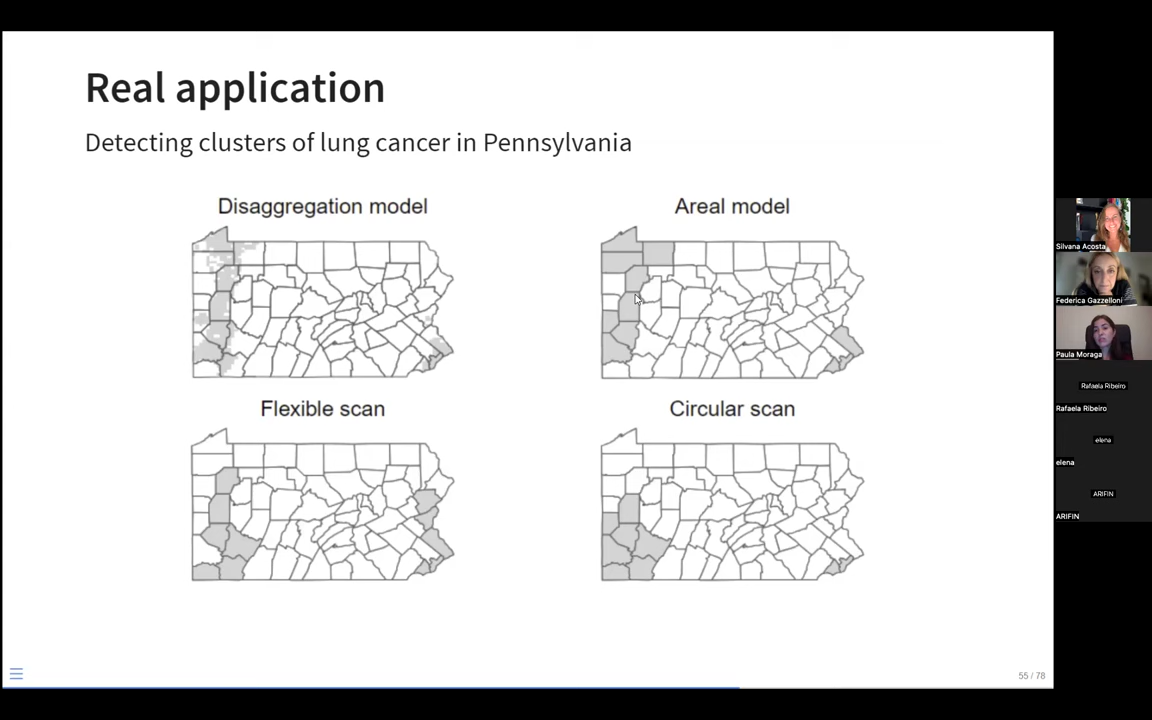 Real application
Detecting clusters of lung cancer in Pennsylvania
Disaggregation model
Areal model
Flexible scan
Circular scan
55 / 78
Silvana Acosta
Federica Gazzelloni
Paula Moraga
Rafaela Ribeiro
Rafaela Ribeiro
elena
elena
ARIFIN
ARIFIN